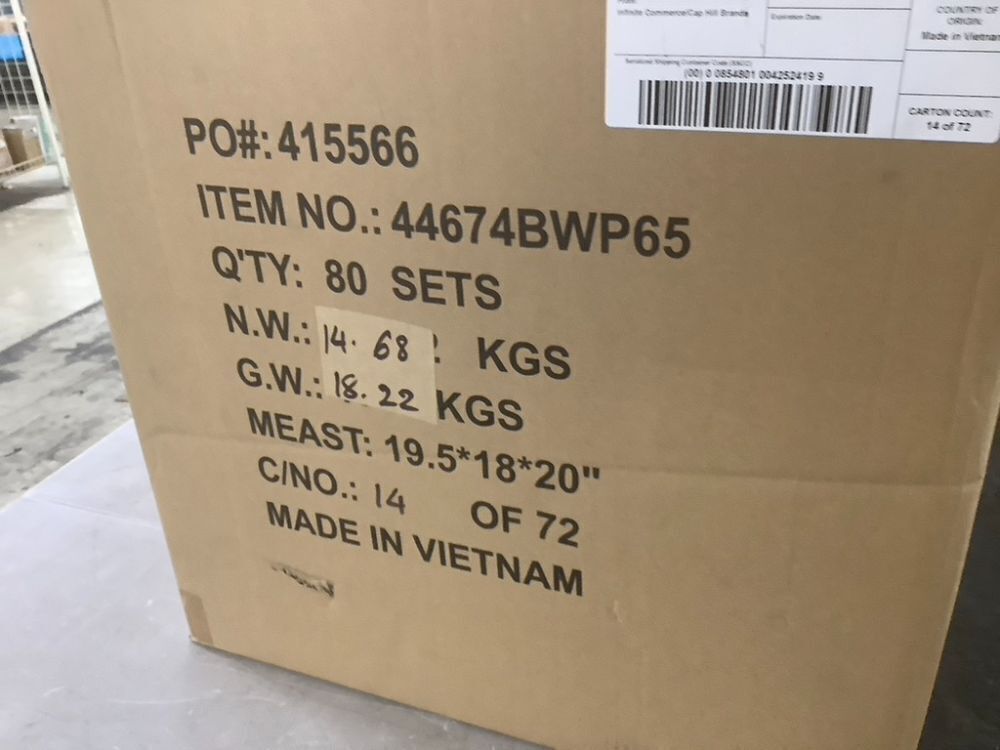 Infinite Commerce/Cap Hill Brands
Expiration Date:
COUNTRY OF
ORIGIN:
Made in Vietnam
Serialized Shipping Container Code (SSCC)
(00) 0 0854801 004252419 9
CARTON COUNT:
14 of 72
PO#: 415566
ITEM NO.: 44674BWP65
Q'TY: 80 SETS
N.W.: 14.68 KGS
G.W.: 18.22 KGS
MEAST: 19.5*18*20"
C/NO.: 14 OF 72
MADE IN VIETNAM